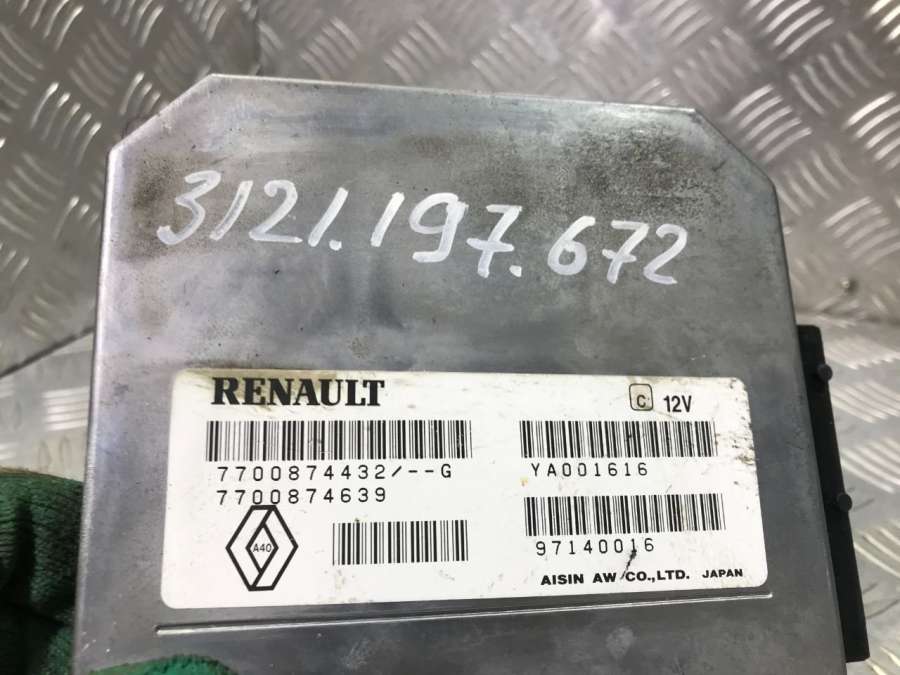 3121.197.672
RENAULT
C 12V
7700874432/--G
7700874639
YA001616
A40
97140016
AISIN AW CO.,LTD. JAPAN